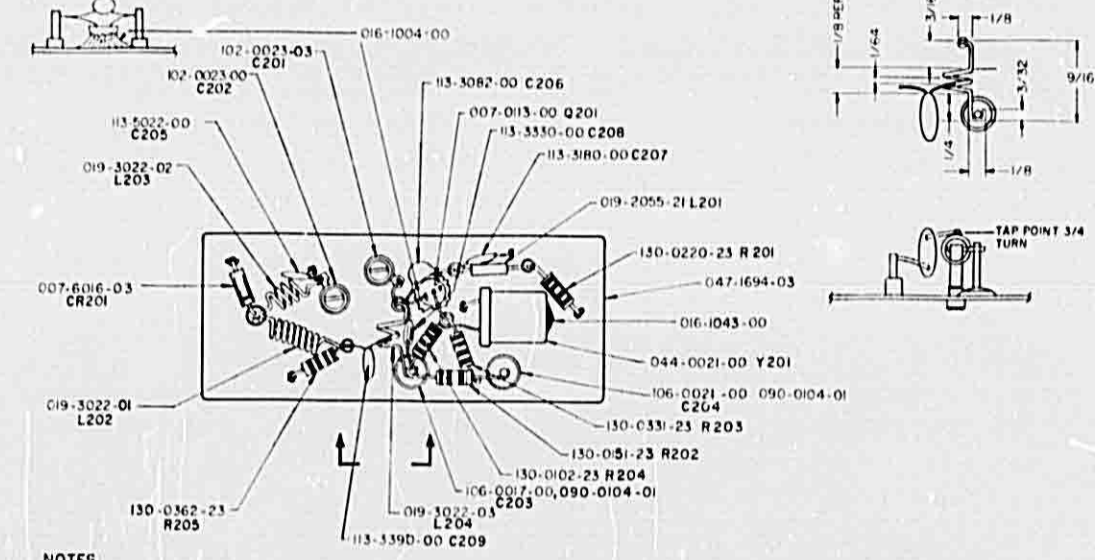 016-1004-00
102-0023-03
C201
102-0023 00
C202
113-3082-00 C206
007-0113-00 Q201
113-3330-00 C208
113-5022-00
C205
113-3180-00 C207
019-3022-02
L203
019-2055-21 L201
130-0220-23 R 201
007-6016-03
CR201
047-1694-03
016-1043-00
044-0021-00 Y201
019-3022-01
L202
106-0021 -00 090-0104-01
C204
130-0331-23 R203
130-0151-23 R202
130-0102-23 R204
106-0017-00, 090-0104-01
C203
130-0362-23
R205
019-3022-03
L204
113-339D-00 C209
NOTES
1/8 PER
1/64
1/8
3/32
9/16
1/4
1/8
TAP POINT 3/4
TURN